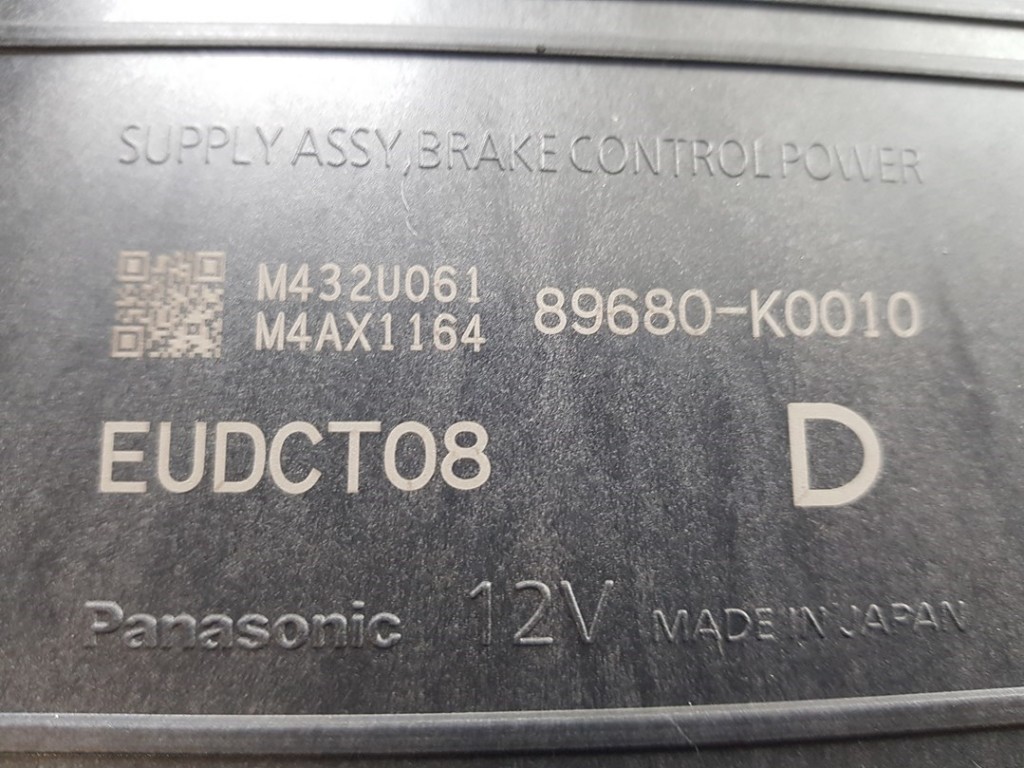 SUPPLY ASSY,BRAKE CONTROL POWER
M432U061
M4AX1164
89680-K0010
EUDCT08
D
Panasonic 12V MADE IN JAPAN